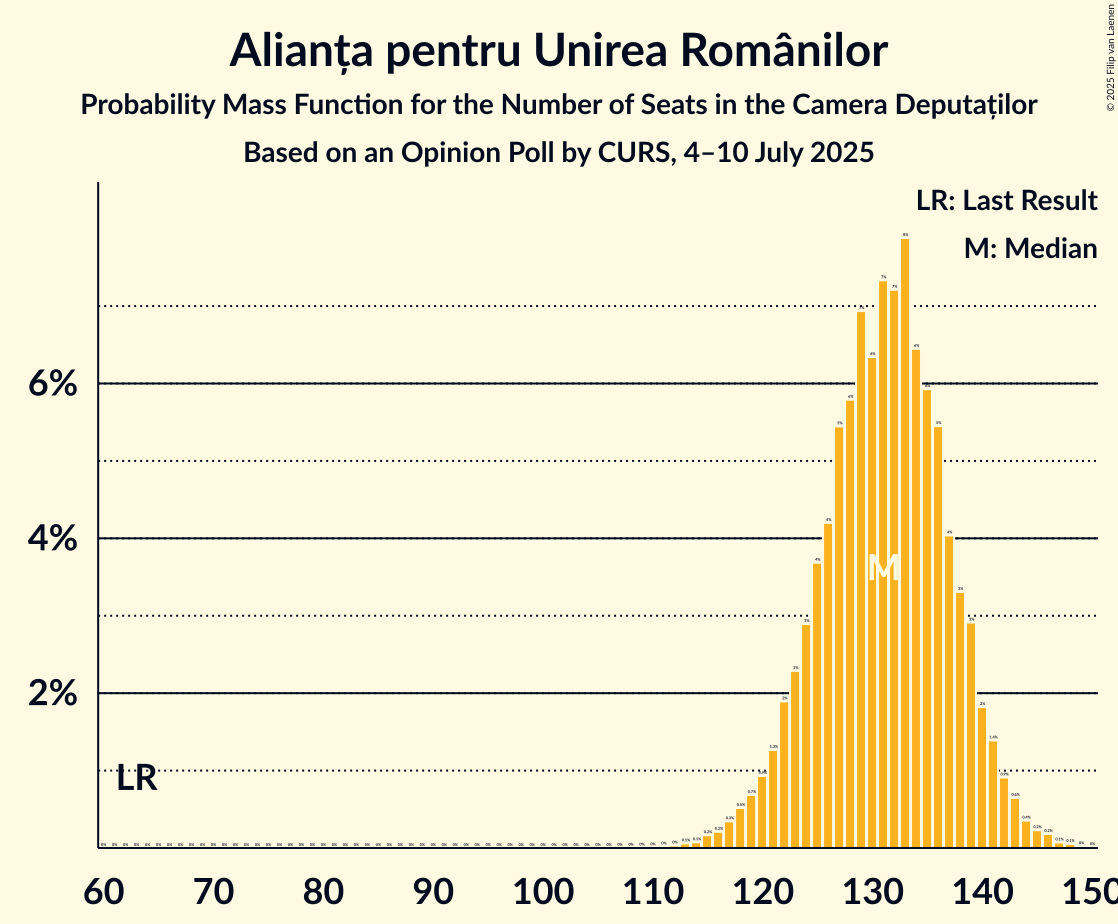 Alianța pentru Unirea Românilor
Probability Mass Function for the Number of Seats in the Camera Deputaților
Based on an Opinion Poll by CURS, 4–10 July 2025
© 2025 Filip van Laenen
LR: Last Result
M: Median
6%
4%
2%
LR
M
60 70 80 90 100 110 120 130 140 150